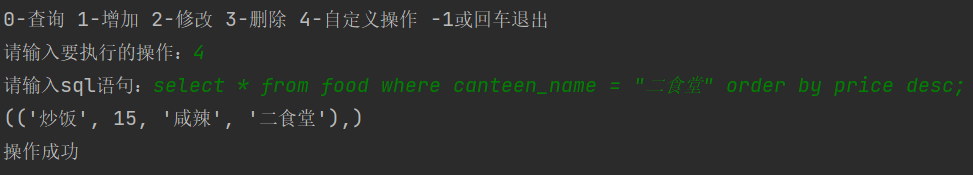 0-查询 1-增加 2-修改 3-删除 4-自定义操作 -1或回车退出
请输入要执行的操作：4
请输入sql语句：select * from food where canteen_name = "二食堂" order by price desc;
(('炒饭', 15, '咸辣', '二食堂'),)
操作成功